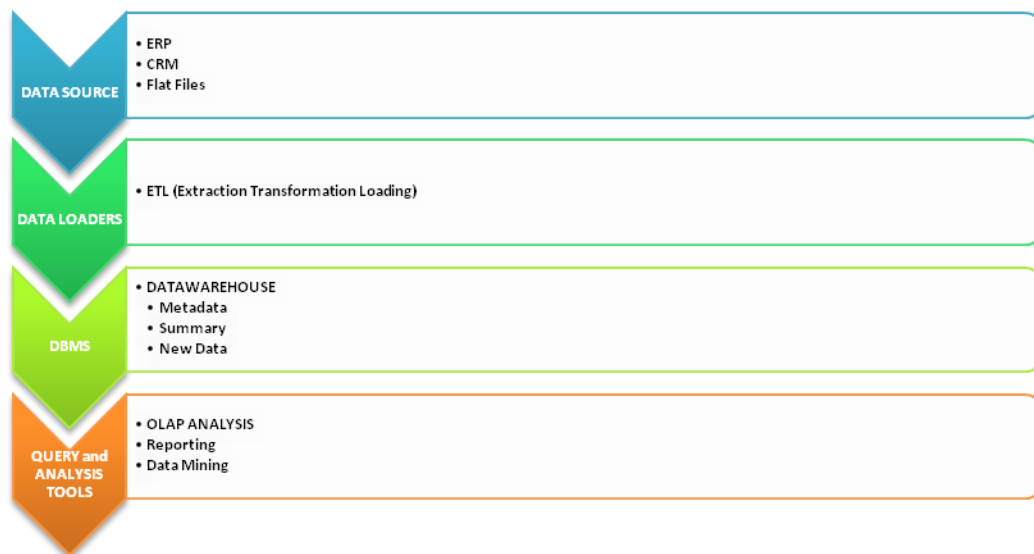 DATA SOURCE
• ERP
• CRM
• Flat Files
DATA LOADERS
• ETL (Extraction Transformation Loading)
DBMS
• DATAWAREHOUSE
• Metadata
• Summary
• New Data
QUERY and
ANALYSIS
TOOLS
• OLAP ANALYSIS
• Reporting
• Data Mining